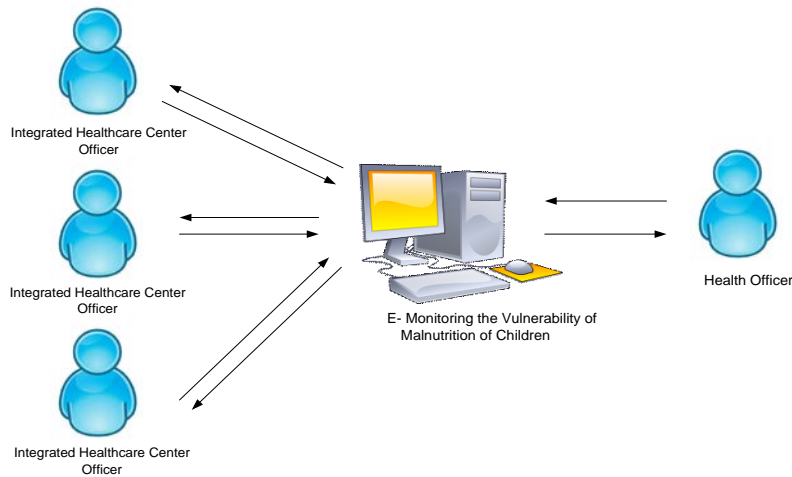 Integrated Healthcare Center
Officer
Integrated Healthcare Center
Officer
Integrated Healthcare Center
Officer
E- Monitoring the Vulnerability of
Malnutrition of Children
Health Officer